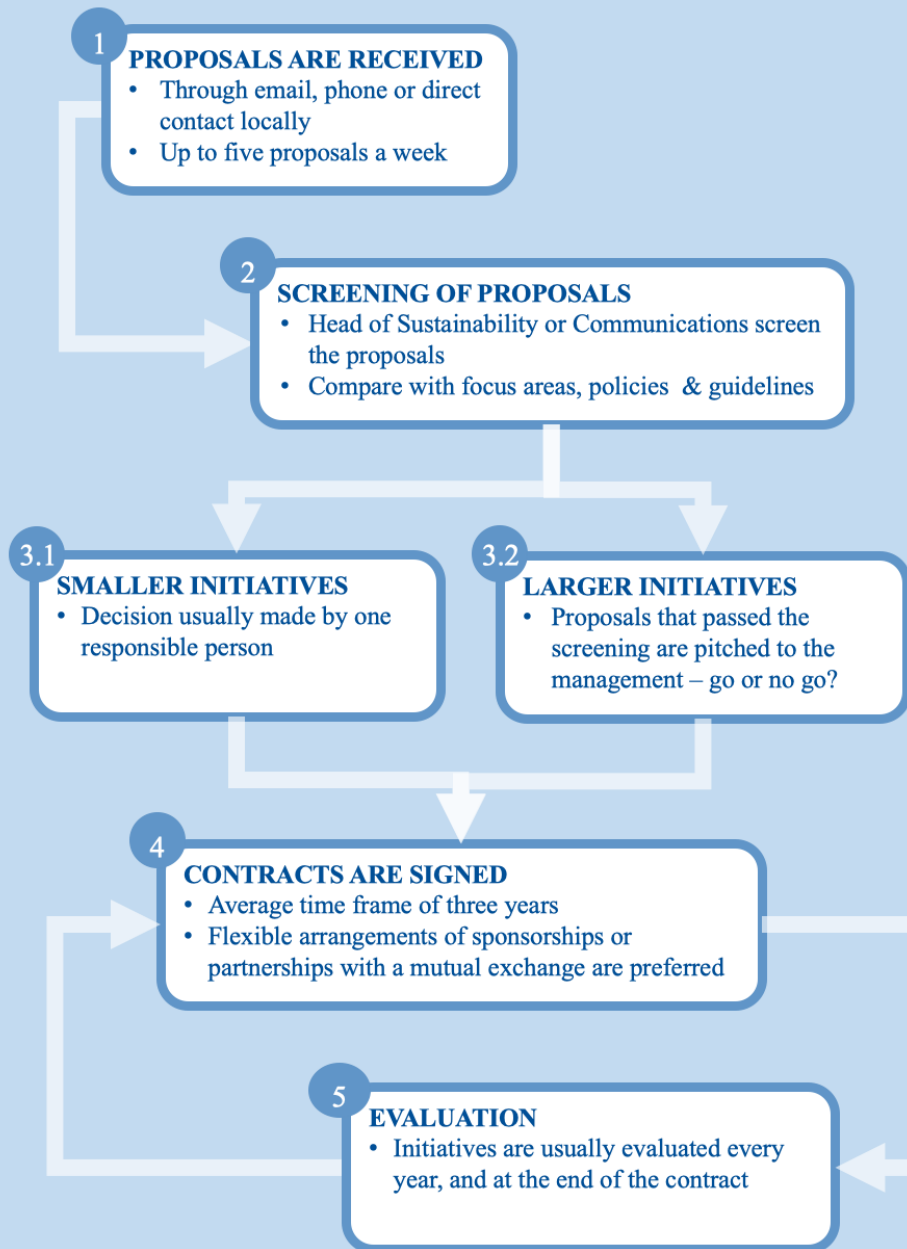 1
PROPOSALS ARE RECEIVED
• Through email, phone or direct
contact locally
• Up to five proposals a week
2
SCREENING OF PROPOSALS
• Head of Sustainability or Communications screen
the proposals
• Compare with focus areas, policies & guidelines
3.1
SMALLER INITIATIVES
• Decision usually made by one
responsible person
3.2
LARGER INITIATIVES
• Proposals that passed the
screening are pitched to the
management – go or no go?
4
CONTRACTS ARE SIGNED
• Average time frame of three years
• Flexible arrangements of sponsorships or
partnerships with a mutual exchange are preferred
5
EVALUATION
• Initiatives are usually evaluated every
year, and at the end of the contract